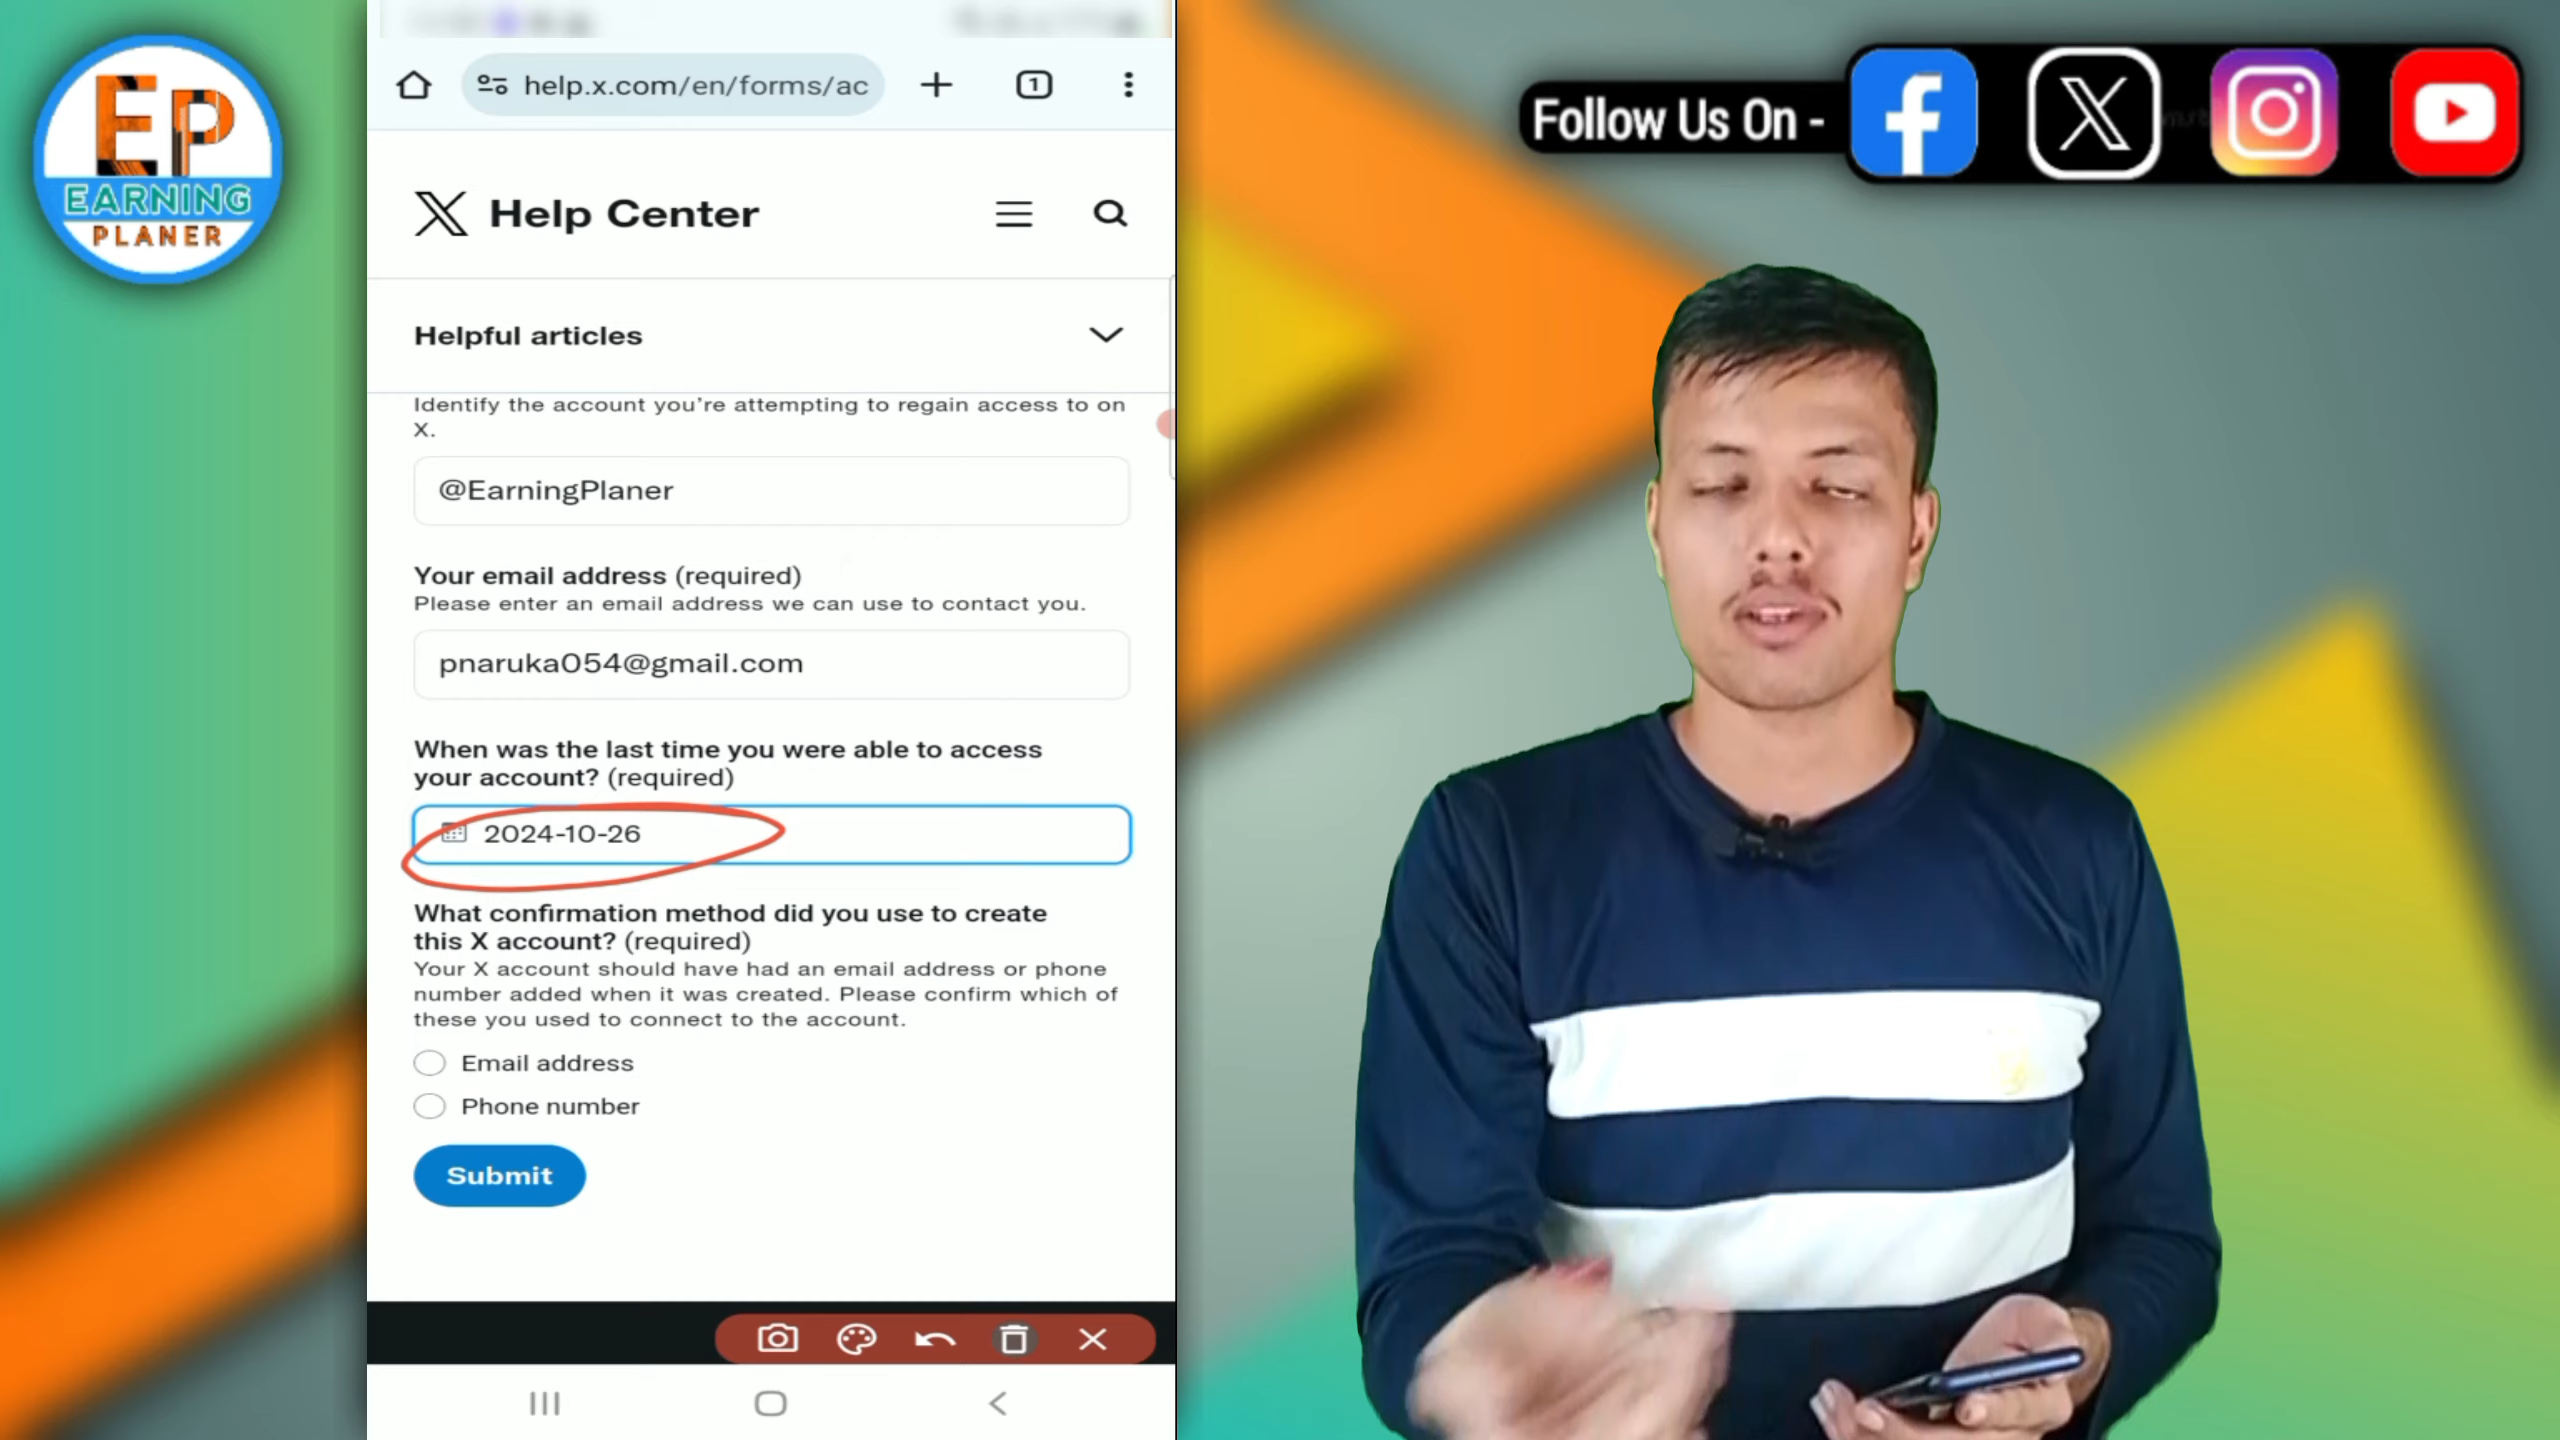 EP
EARNING
PLANER
help.x.com/en/forms/ac
1
X Help Center
Helpful articles
Identify the account you’re attempting to regain access to on
X.
@EarningPlaner
Your email address (required)
Please enter an email address we can use to contact you.
pnaruka054@gmail.com
When was the last time you were able to access
your account? (required)
2024-10-26
What confirmation method did you use to create
this X account? (required)
Your X account should have had an email address or phone
number added when it was created. Please confirm which of
these you used to connect to the account.
Email address
Phone number
Submit
Follow Us On -